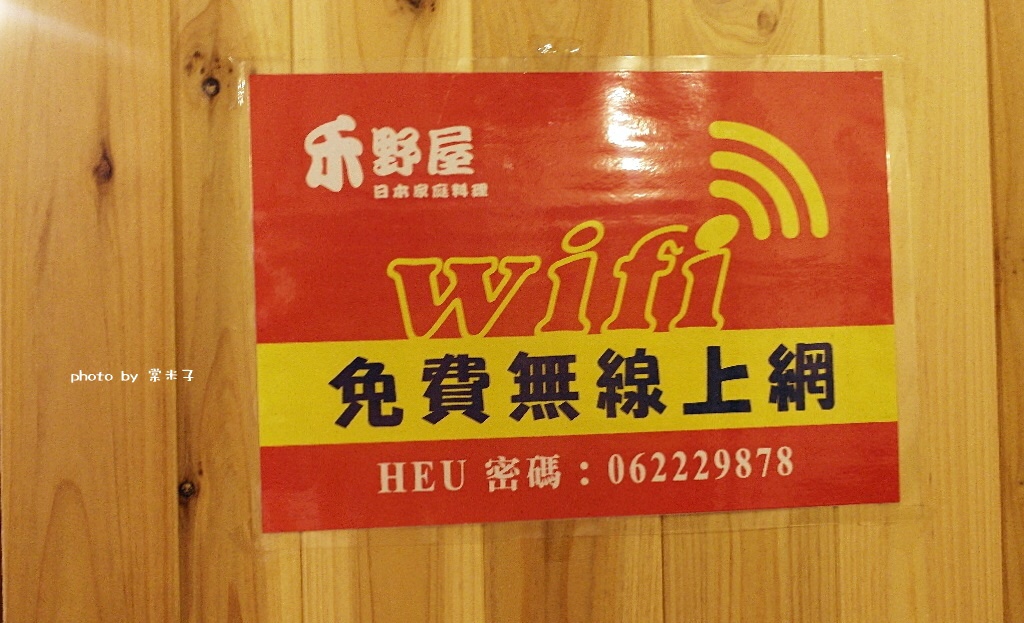 禾野屋
日本家庭料理
wifi
免費無線上網
HEU 密碼：062229878
photo by 棠米子